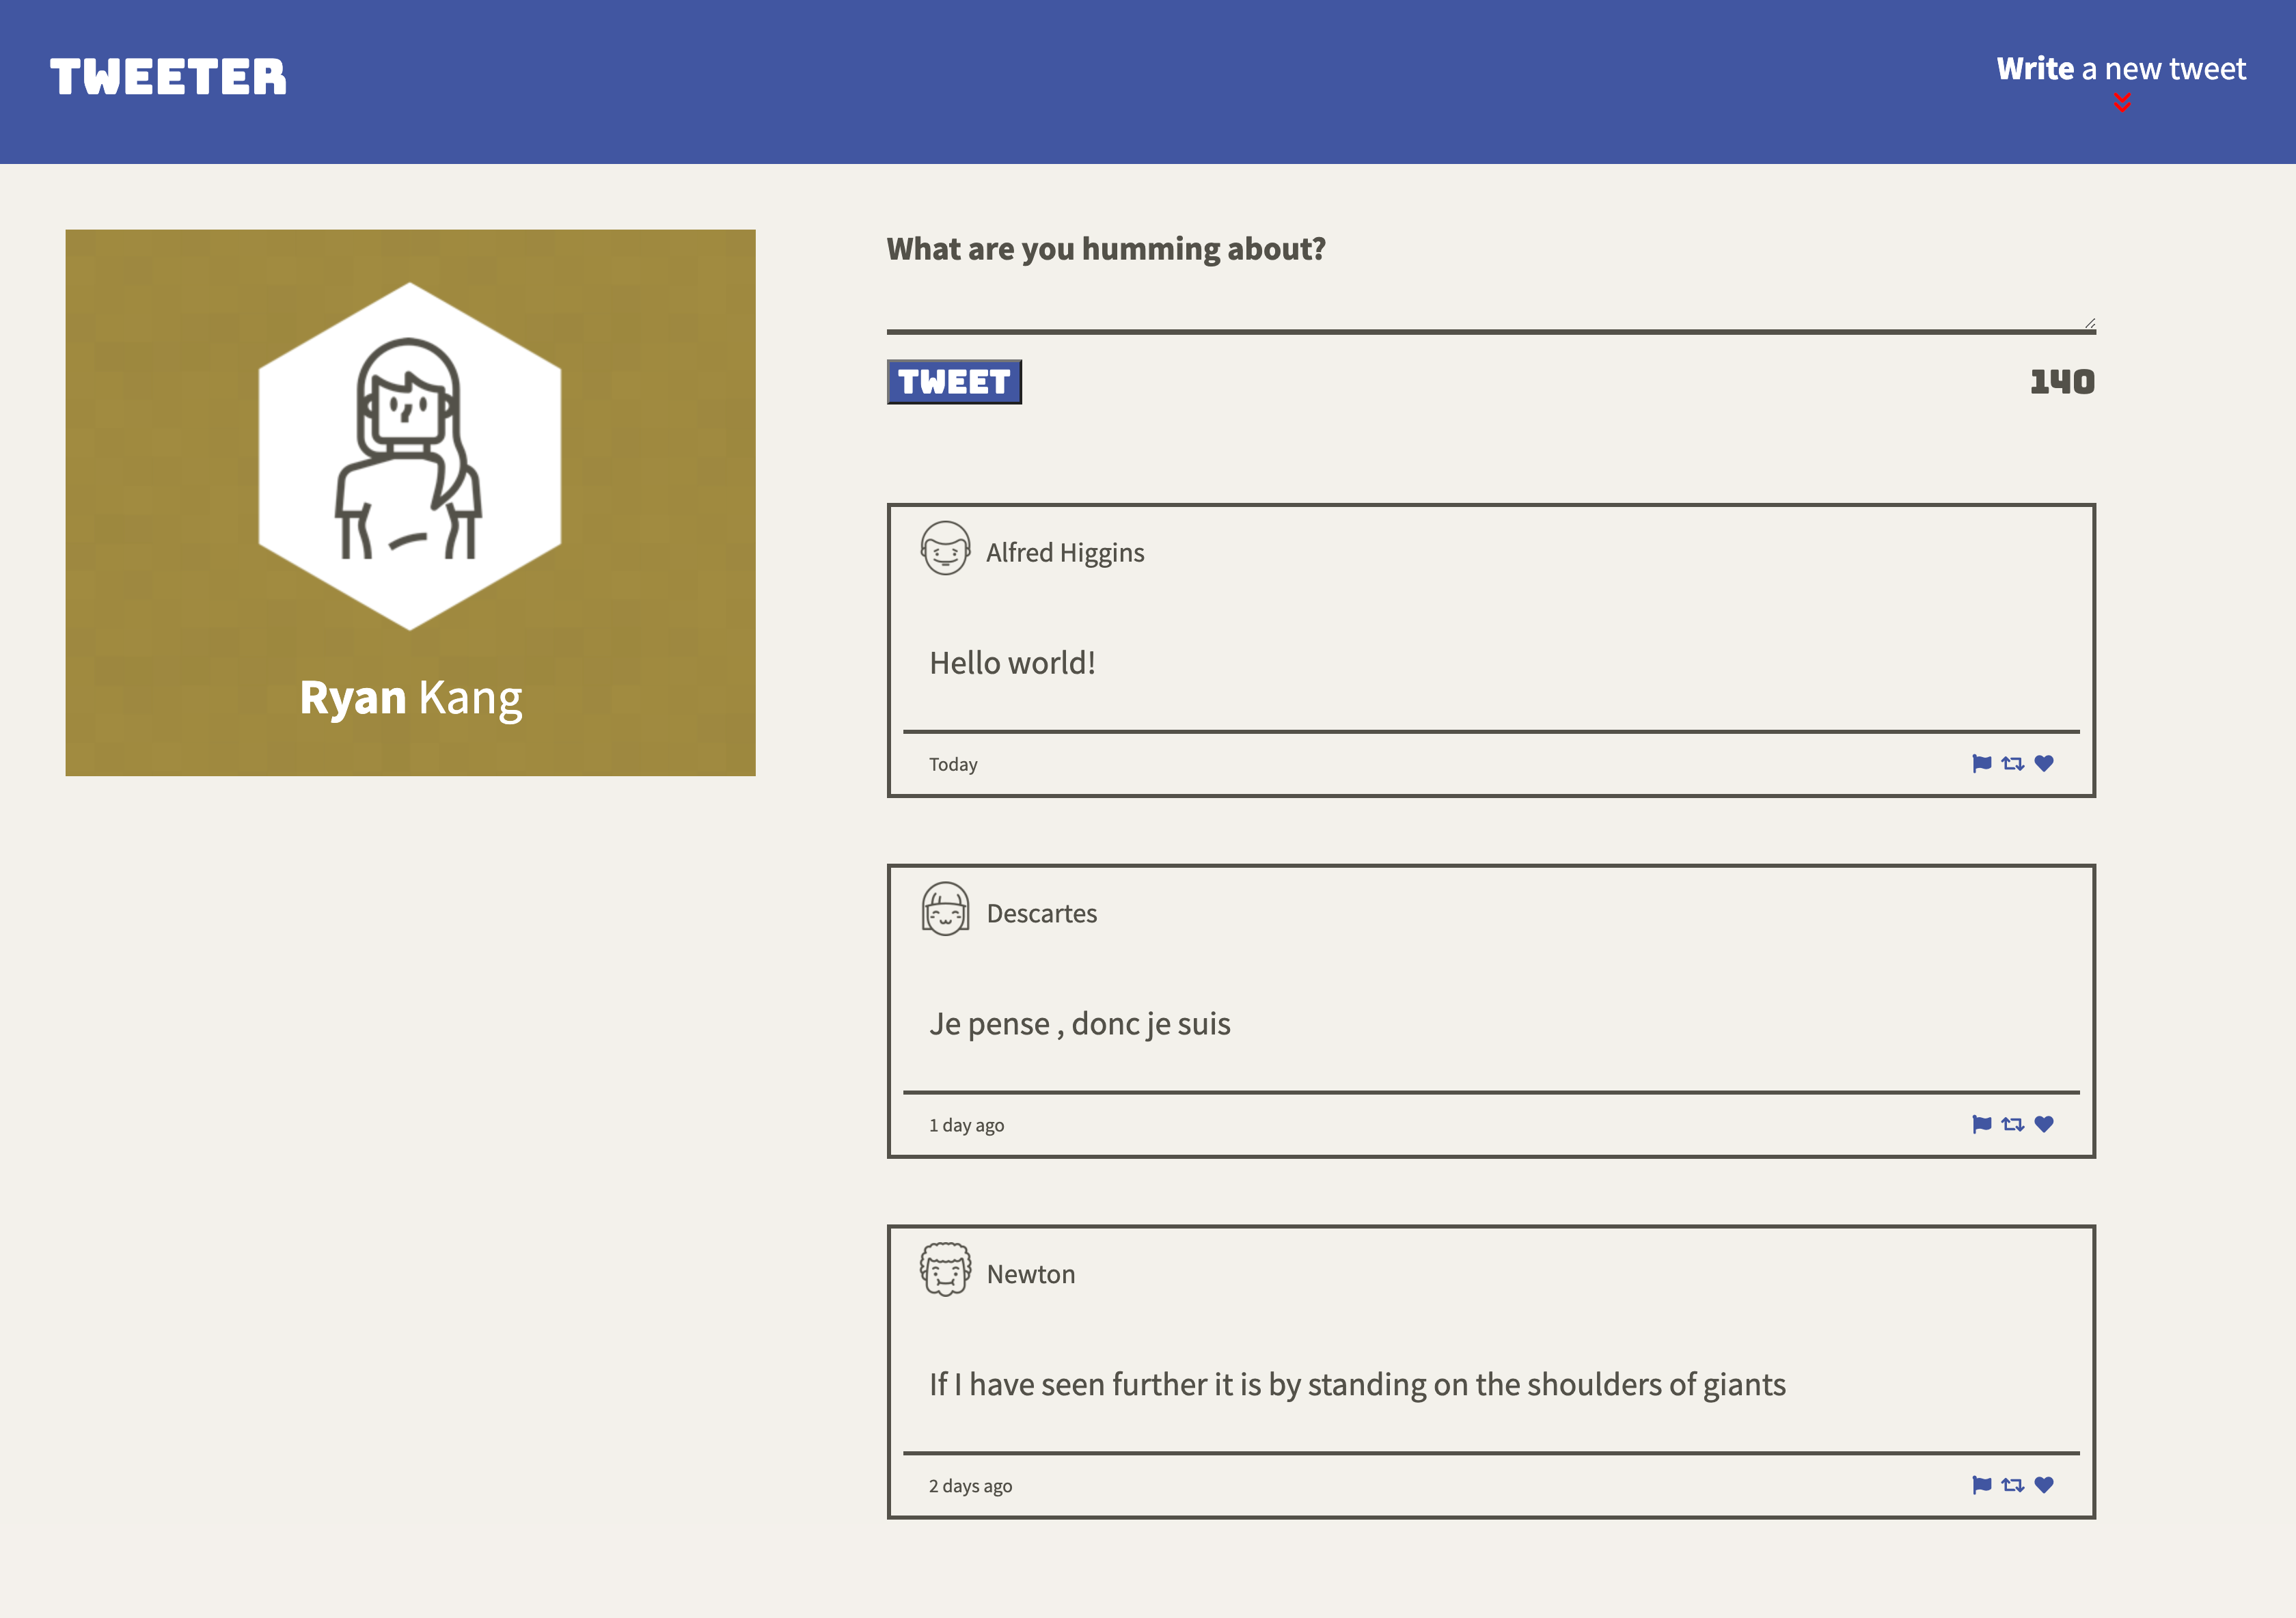 TWEETER
Write a new tweet
Ryan Kang
What are you humming about?
TWEET
140
Alfred Higgins
Hello world!
Today
Descartes
Je pense , donc je suis
1 day ago
Newton
If I have seen further it is by standing on the shoulders of giants
2 days ago